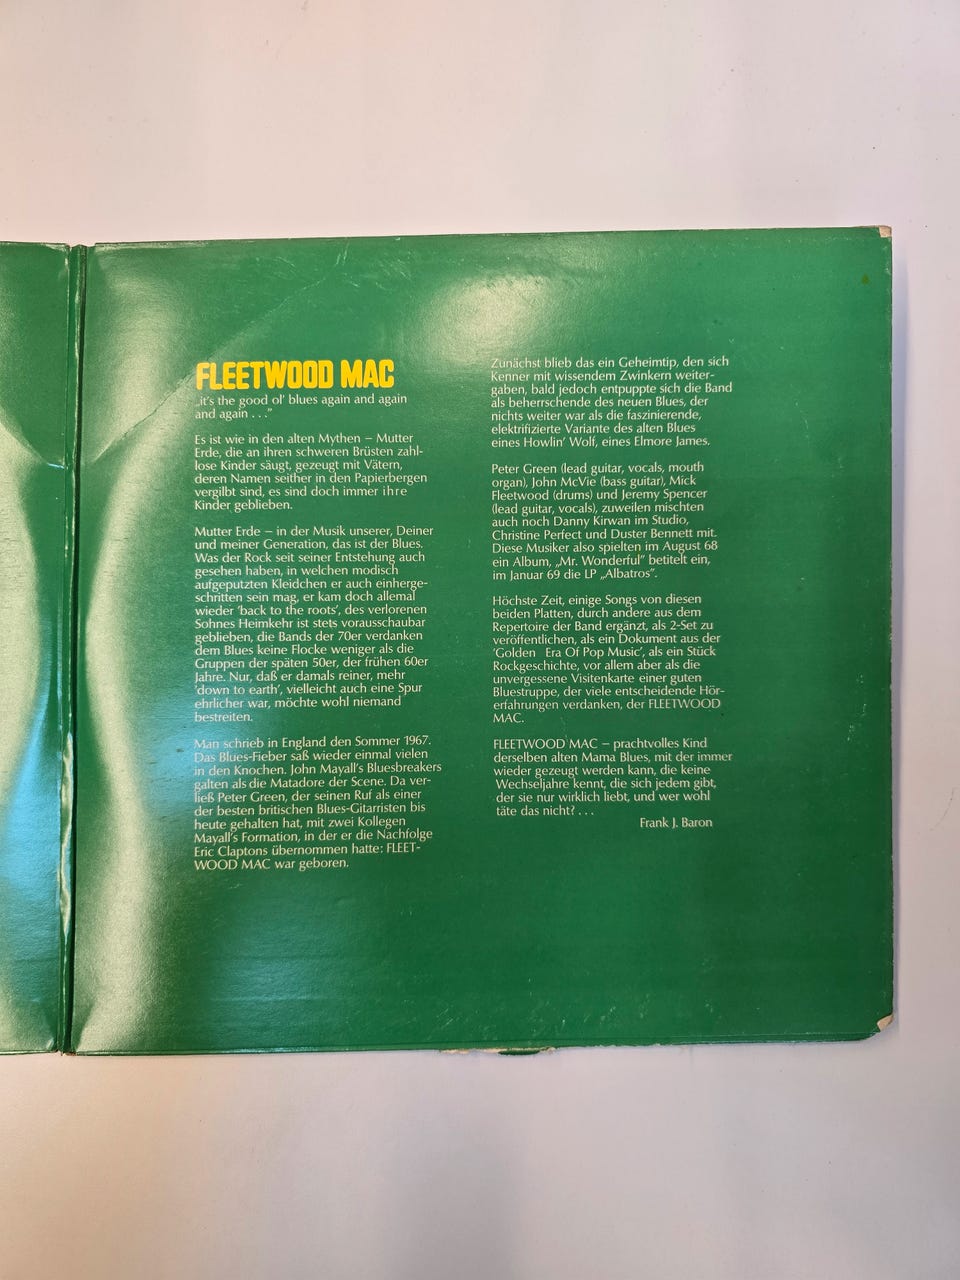 FLEETWOOD MAC
„it's the good ol' blues again and again
and again . . ."
Es ist wie in den alten Mythen – Mutter
Erde, die an ihren schweren Brüsten zahl-
lose Kinder säugt, gezeugt mit Vätern,
deren Namen seither in den Papierbergen
vergilbt sind, es sind doch immer ihre
Kinder geblieben.
Mutter Erde – in der Musik unserer, Deiner
und meiner Generation, das ist der Blues.
Was der Rock seit seiner Entstehung auch
gesehen haben, in welchen modisch
aufgeputzten Kleidchen er auch einherge-
schritten sein mag, er kam doch allemal
wieder 'back to the roots', des verlorenen
Sohnes Heimkehr ist stets vorausschaubar
geblieben, die Bands der 70er verdanken
dem Blues keine Flocke weniger als die
Gruppen der späten 50er, der frühen 60er
Jahre. Nur, daß er damals reiner, mehr
'down to earth', vielleicht auch eine Spur
ehrlicher war, möchte wohl niemand
bestreiten.
Man schrieb in England den Sommer 1967.
Das Blues-Fieber saß wieder einmal vielen
in den Knochen. John Mayall's Bluesbreakers
galten als die Matadore der Scene. Da ver-
ließ Peter Green, der seinen Ruf als einer
der besten britischen Blues-Gitarristen bis
heute gehalten hat, mit zwei Kollegen
Mayall's Formation, in der er die Nachfolge
Eric Claptons übernommen hatte: FLEET-
WOOD MAC war geboren.
Zunächst blieb das ein Geheimtip, den sich
Kenner mit wissendem Zwinkern weiter-
gaben, bald jedoch entpuppte sich die Band
als beherrschende des neuen Blues, der
nichts weiter war als die faszinierende,
elektrifizierte Variante des alten Blues
eines Howlin' Wolf, eines Elmore James.
Peter Green (lead guitar, vocals, mouth
organ), John McVie (bass guitar), Mick
Fleetwood (drums) und Jeremy Spencer
(lead guitar, vocals), zuweilen mischten
auch noch Danny Kirwan im Studio,
Christine Perfect und Duster Bennett mit.
Diese Musiker also spielten im August 68
ein Album, „Mr. Wonderful" betitelt ein,
im Januar 69 die LP „Albatros".
Höchste Zeit, einige Songs von diesen
beiden Platten, durch andere aus dem
Repertoire der Band ergänzt, als 2-Set zu
veröffentlichen, als ein Dokument aus der
'Golden Era Of Pop Music', als ein Stück
Rockgeschichte, vor allem aber als die
unvergessene Visitenkarte einer guten
Bluestruppe, der viele entscheidende Hör-
erfahrungen verdanken, der FLEETWOOD
MAC.
FLEETWOOD MAC – prachtvolles Kind
derselben alten Mama Blues, mit der immer
wieder gezeugt werden kann, die keine
Wechseljahre kennt, die sich jedem gibt,
der sie nur wirklich liebt, und wer wohl
täte das nicht? . . .
Frank J. Baron